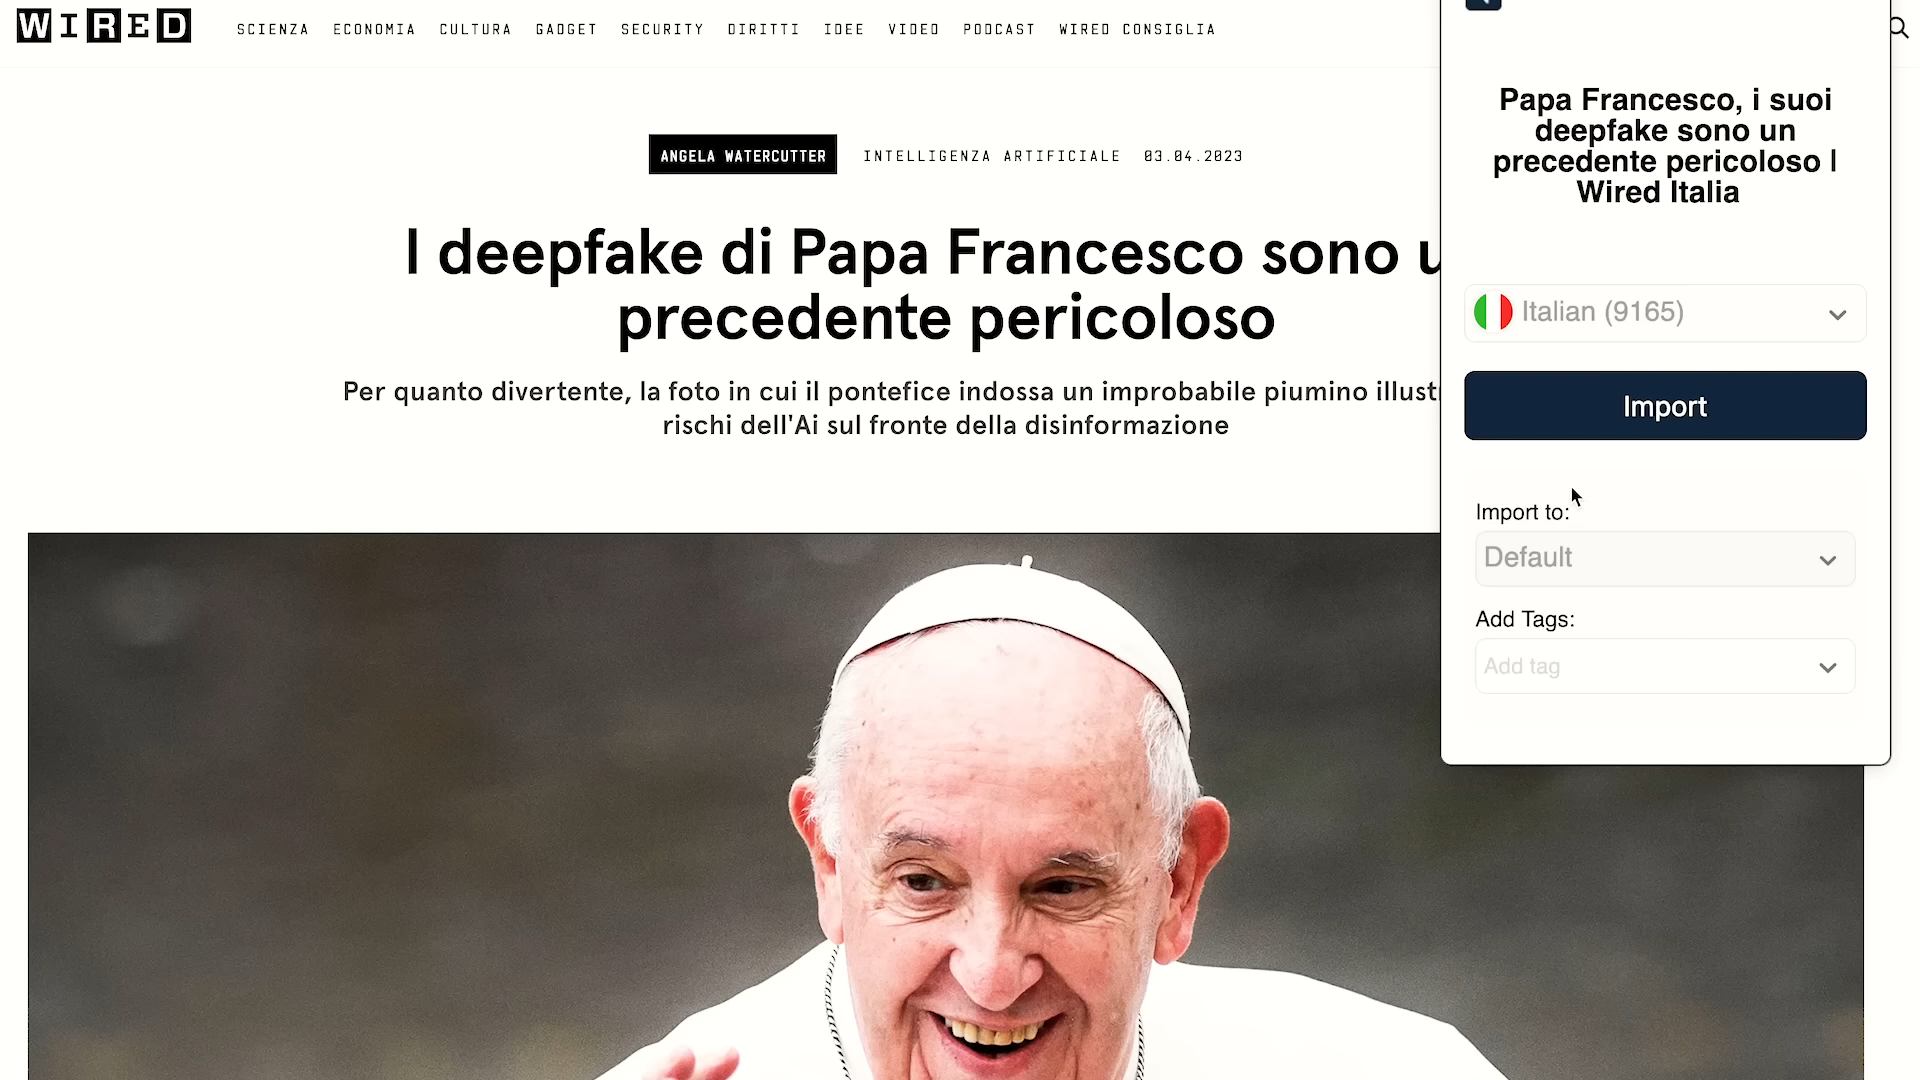 WIRED
SCIENZA ECONOMIA CULTURA GADGET SECURITY DIRITTI IDEE VIDEO PODCAST WIRED CONSIGLIA
ANGELA WATERCUTTER INTELLIGENZA ARTIFICIALE 03.04.2023
I deepfake di Papa Francesco sono u
precedente pericoloso
Per quanto divertente, la foto in cui il pontefice indossa un improbabile piumino illust
rischi dell'Ai sul fronte della disinformazione
Papa Francesco, i suoi
deepfake sono un
precedente pericoloso |
Wired Italia
Italian (9165)
Import
Import to:
Default
Add Tags:
Add tag